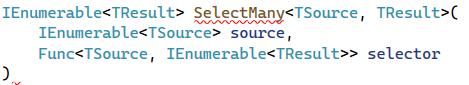 IEnumerable<TResult> SelectMany<TSource, TResult>(
    IEnumerable<TSource> source,
    Func<TSource, IEnumerable<TResult>> selector
)